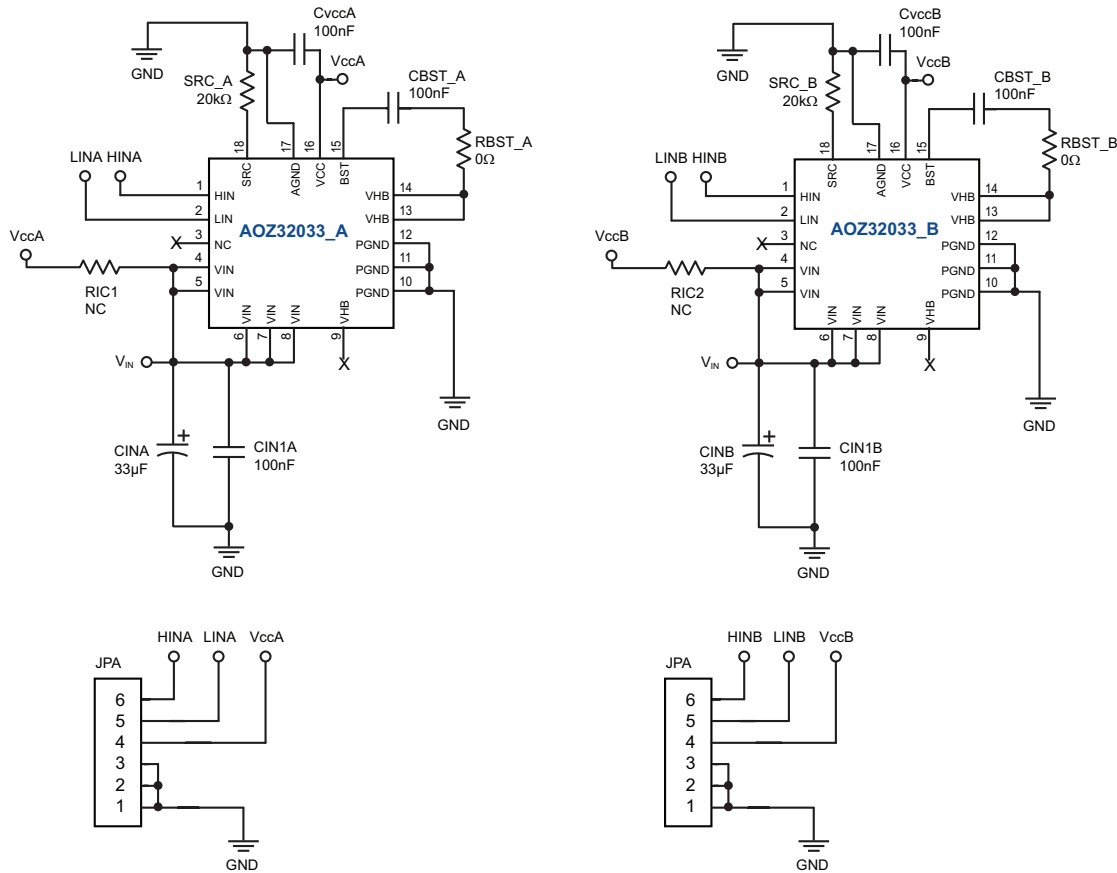 CvccA
100nF
GND
VccA
SRC_A
20kΩ
CBST_A
100nF
RBST_A
0Ω
18
17
16
15
SRC
AGND
VCC
BST
LINA HINA
1
HIN
2
LIN
3
NC
4
VIN
5
VIN
AOZ32033_A
VHB
14
VHB
13
PGND
12
PGND
11
PGND
10
VccA
RIC1
NC
VIN
VIN
VIN
VHB
6
7
8
9
VIN
GND
CINA
33µF
CIN1A
100nF
GND
CvccB
100nF
GND
VccB
SRC_B
20kΩ
CBST_B
100nF
RBST_B
0Ω
18
17
16
15
SRC
AGND
VCC
BST
LINB HINB
1
HIN
2
LIN
3
NC
4
VIN
5
VIN
AOZ32033_B
VHB
14
VHB
13
PGND
12
PGND
11
PGND
10
VccB
RIC2
NC
VIN
VIN
VIN
VHB
6
7
8
9
VIN
GND
CINB
33µF
CIN1B
100nF
GND
HINA LINA VccA
JPA
6
5
4
3
2
1
GND
HINB LINB VccB
JPA
6
5
4
3
2
1
GND